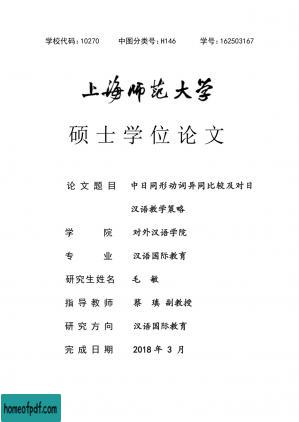 学校代码:10270 中图分类号:H146 学号:162503167
上海师范大学
硕士学位论文
论文题目 中日同形动词异同比较及对日
汉语教学策略
学院 对外汉语学院
专业 汉语国际教育
研究生姓名 毛 敏
指导教师 蔡 瑱 副教授
研究方向 汉语国际教育
完成日期 2018 年 3 月
homeofpdf.com